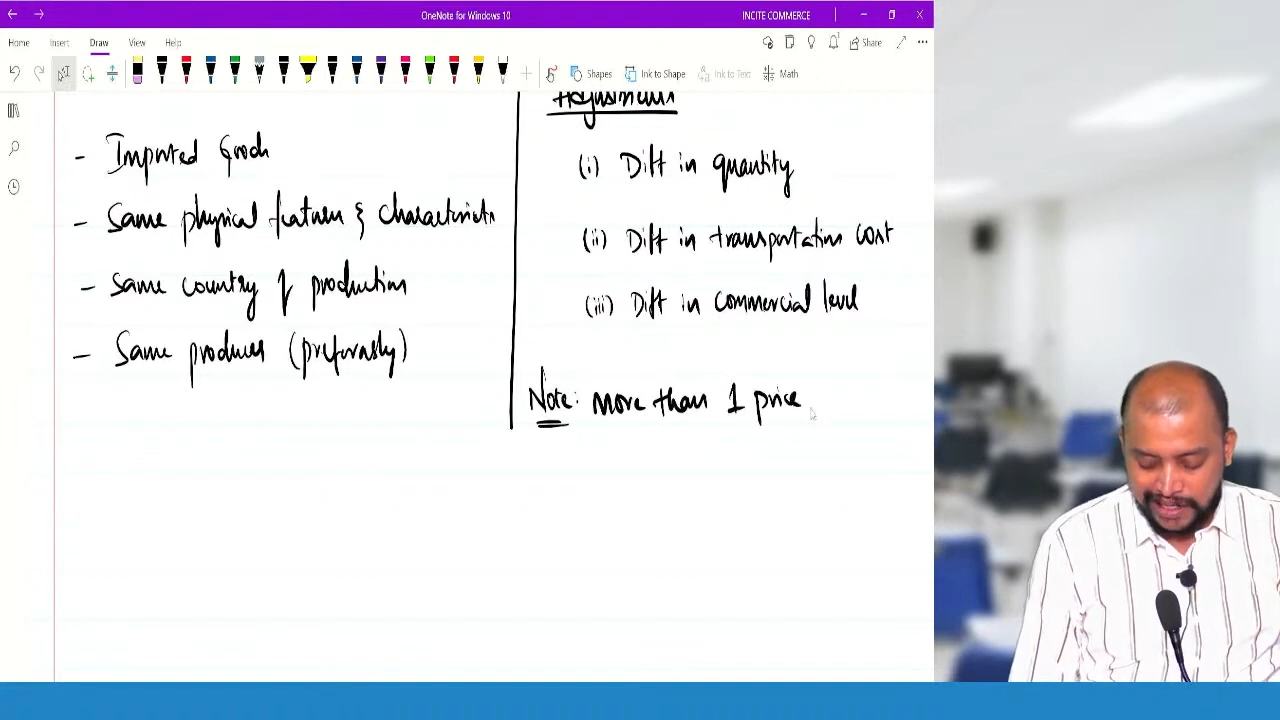 OneNote for Windows 10
INCITE COMMERCE
Home Insert Draw View Help
Share
Shapes Ink to Shape Ink to Text Math
Adjustment
- Imported Goods
(i) Diff in quantity
- Same physical features & characteristics
(ii) Diff in transportation cost
- Same country of production
(iii) Diff in commercial level
- Same producer (preferably)
Note: More than 1 price